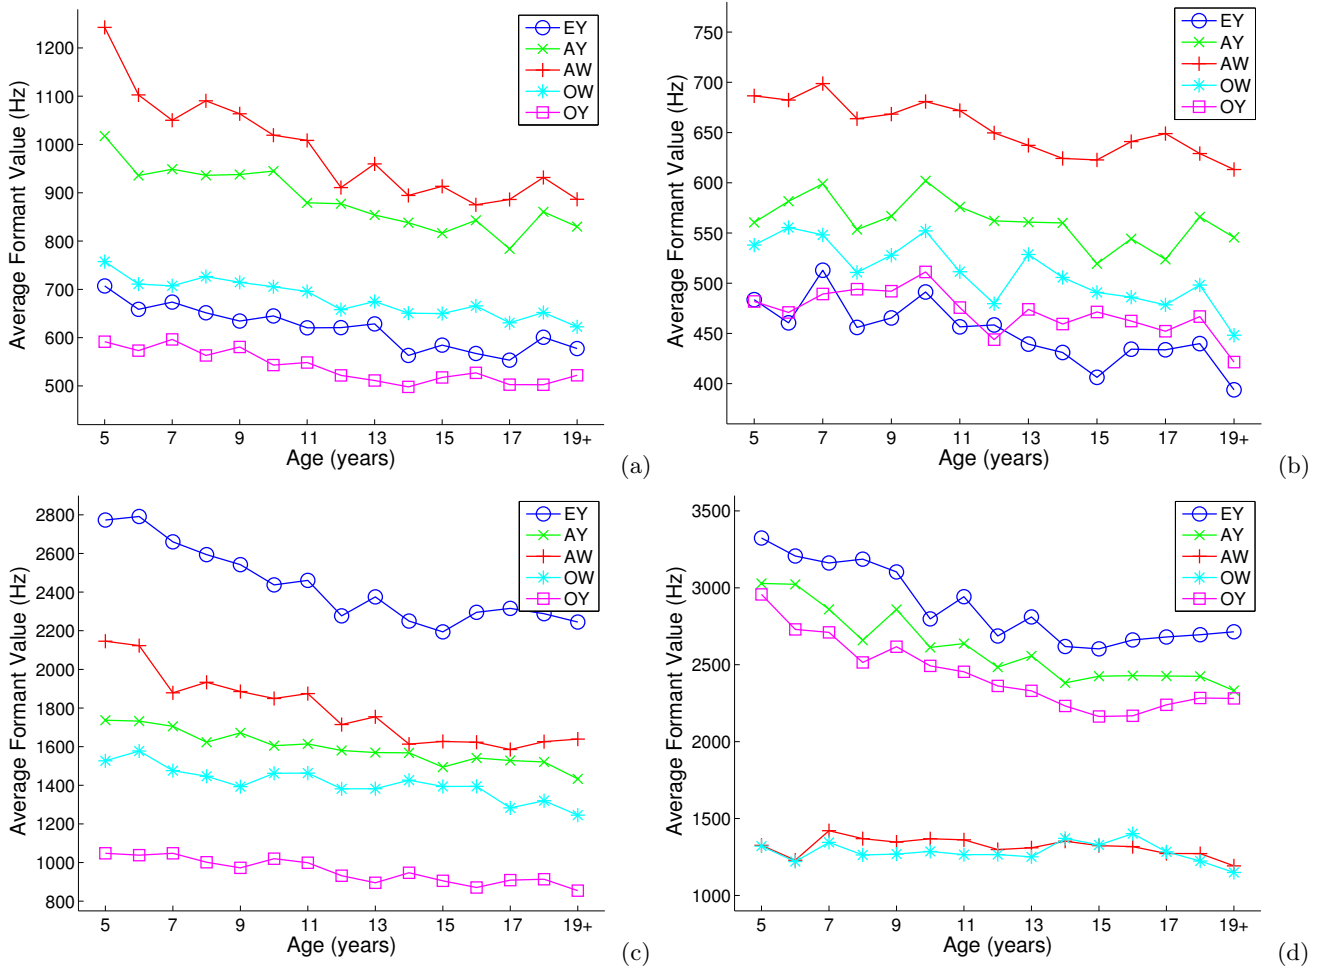 1200
1100
1000
900
800
700
600
500
Average Formant Value (Hz)
EY
AY
AW
OW
OY
5 7 9 11 13 15 17 19+
Age (years)
(a)
750
700
650
600
550
500
450
400
Average Formant Value (Hz)
EY
AY
AW
OW
OY
5 7 9 11 13 15 17 19+
Age (years)
(b)
2800
2600
2400
2200
2000
1800
1600
1400
1200
1000
800
Average Formant Value (Hz)
EY
AY
AW
OW
OY
5 7 9 11 13 15 17 19+
Age (years)
(c)
3500
3000
2500
2000
1500
1000
Average Formant Value (Hz)
EY
AY
AW
OW
OY
5 7 9 11 13 15 17 19+
Age (years)
(d)